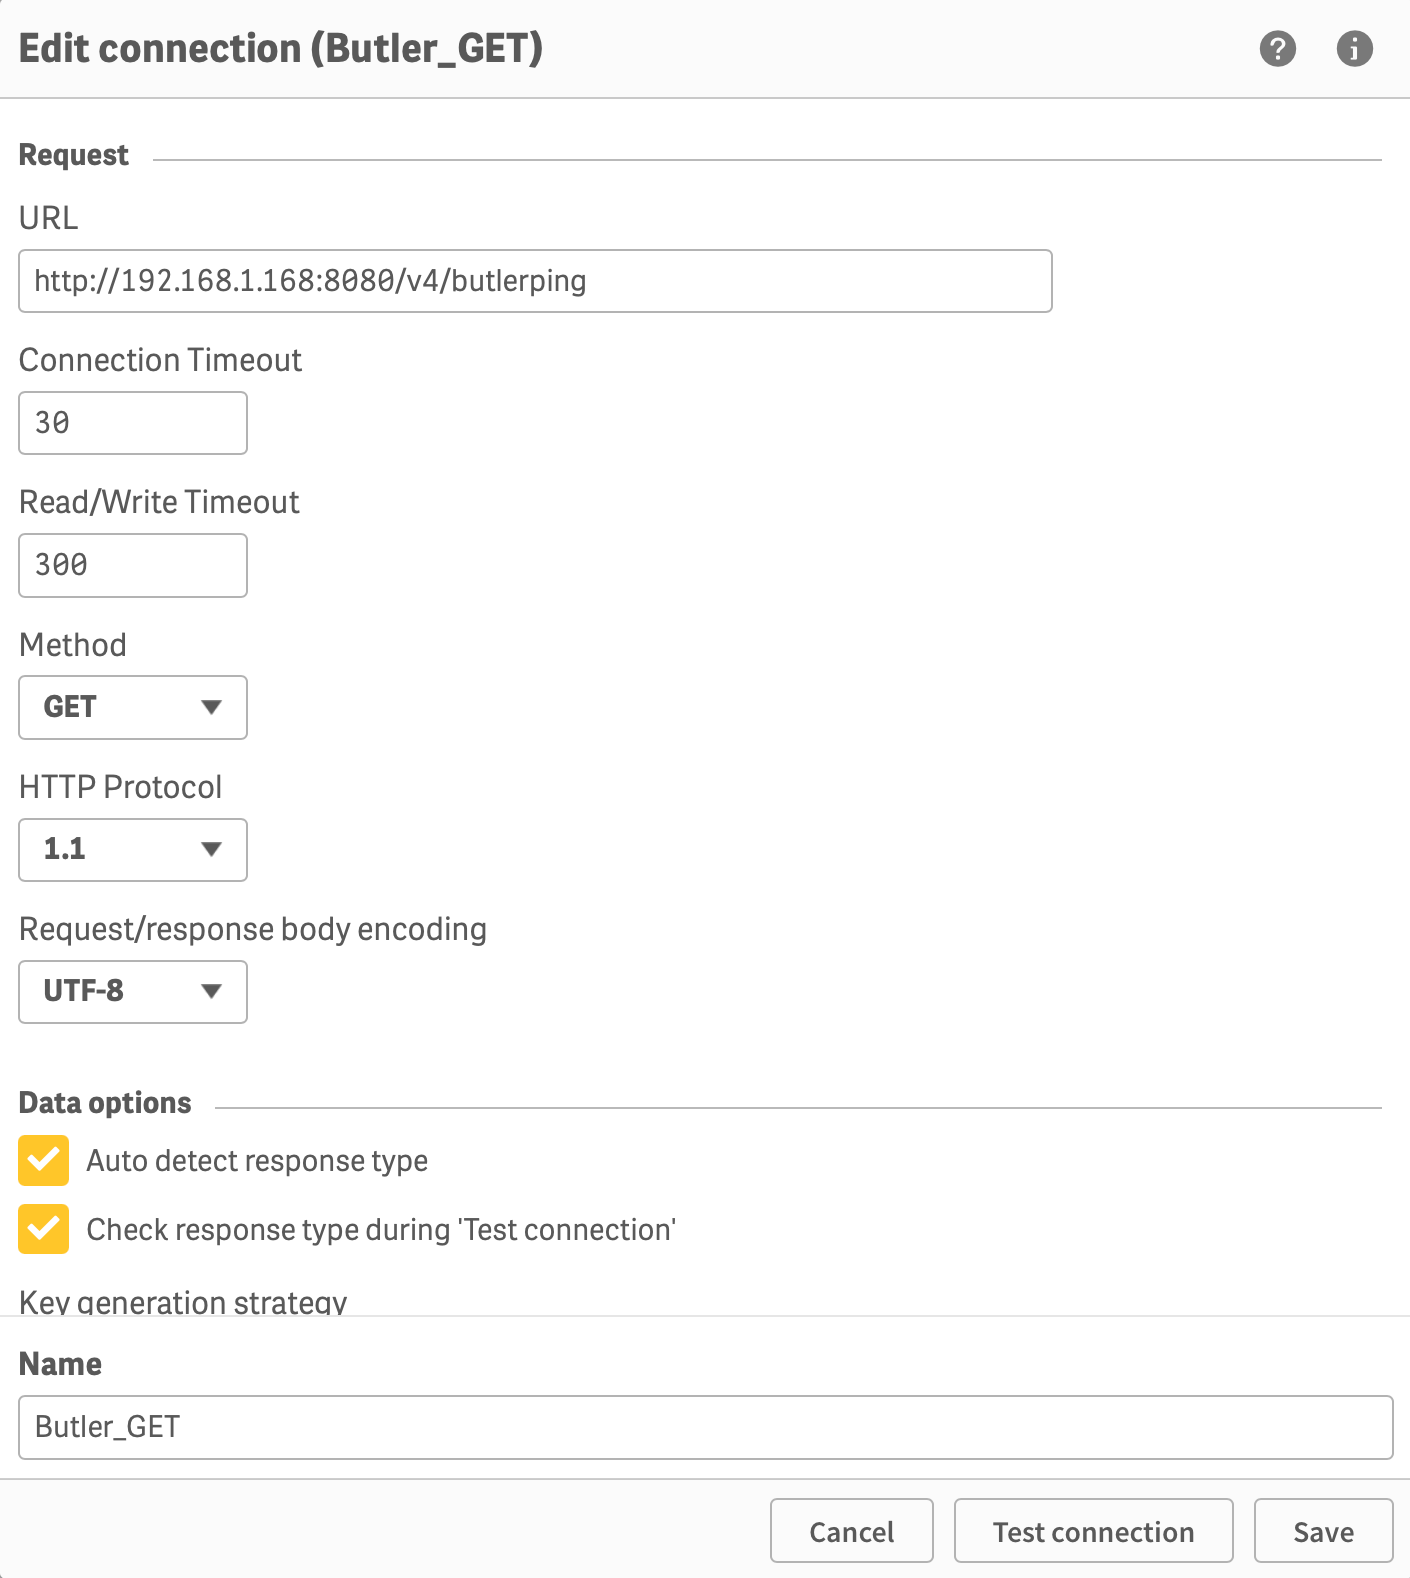 Edit connection (Butler_GET)
Request
URL
http://192.168.1.168:8080/v4/butlerping
Connection Timeout
30
Read/Write Timeout
300
Method
GET
HTTP Protocol
1.1
Request/response body encoding
UTF-8
Data options
Auto detect response type
Check response type during 'Test connection'
Key generation strategy
Name
Butler_GET
Cancel Test connection Save